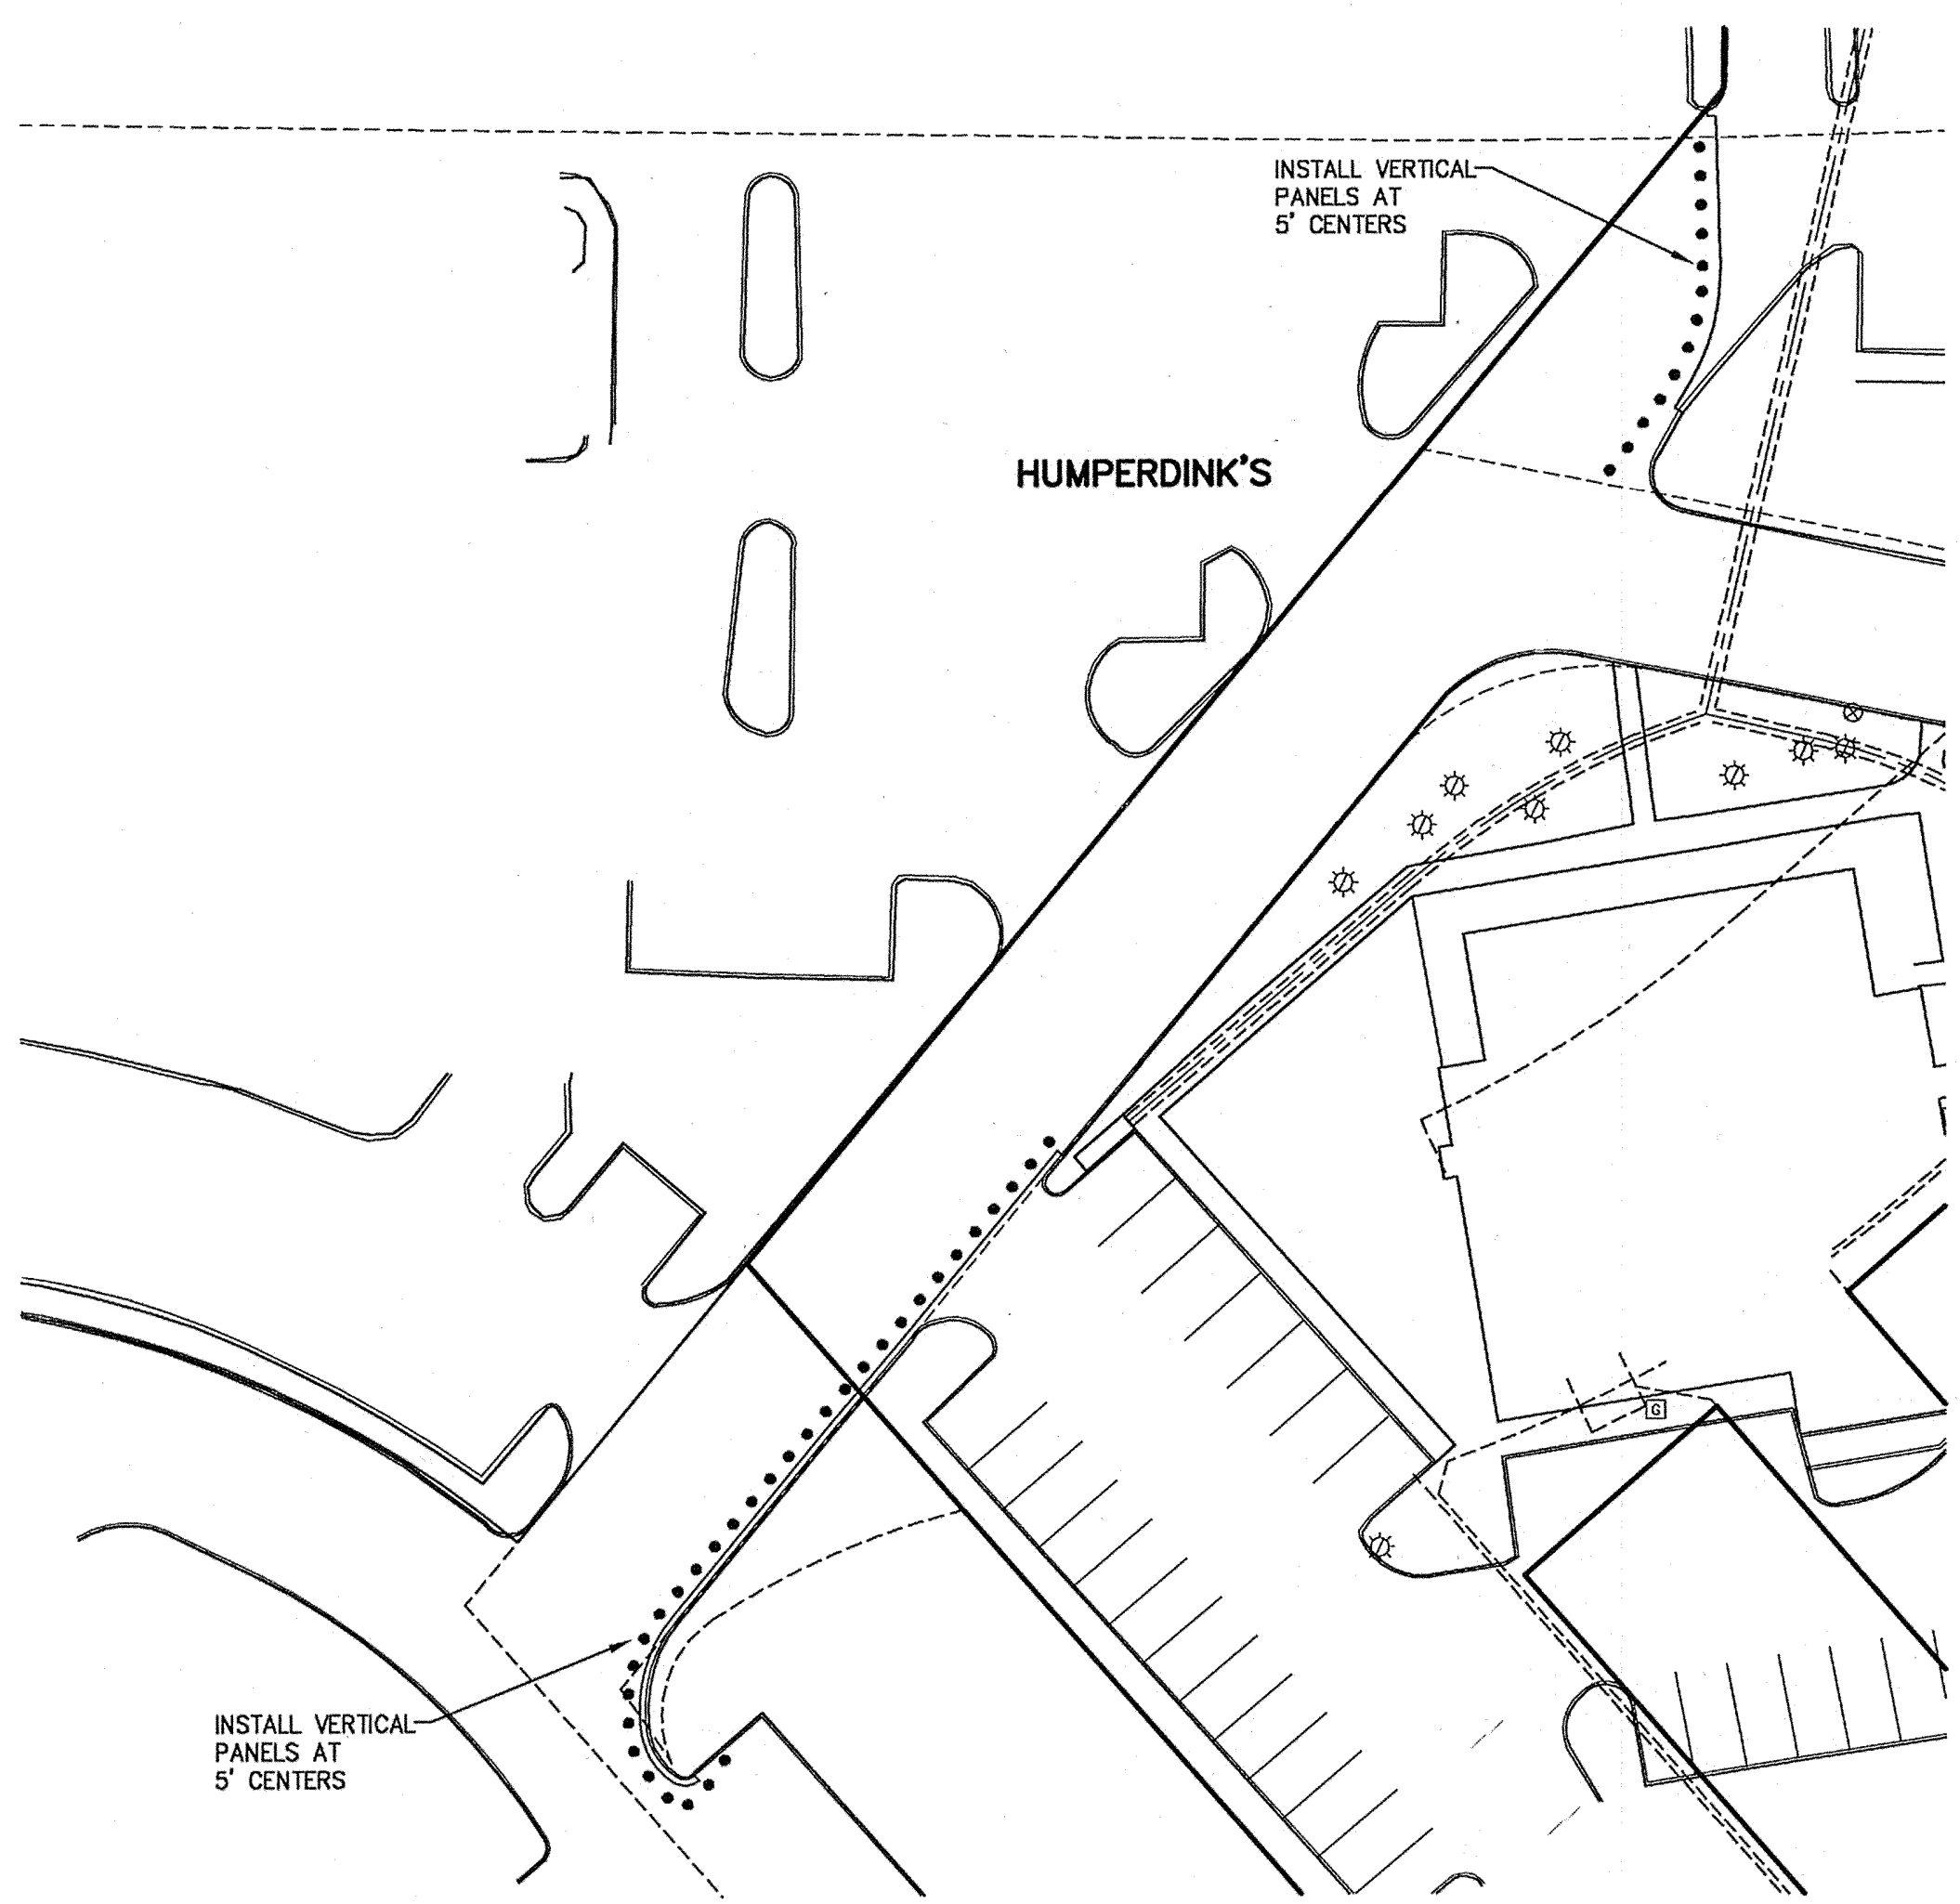 INSTALL VERTICAL
PANELS AT
5' CENTERS
HUMPERDINK'S
G
INSTALL VERTICAL
PANELS AT
5' CENTERS